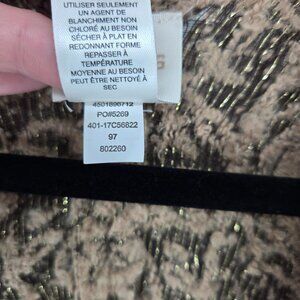 UTILISER SEULEMENT
UN AGENT DE
BLANCHIMENT NON
CHLORÉ AU BESOIN
SÉCHER À PLAT EN
REDONNANT FORME
REPASSER À
TEMPÉRATURE
MOYENNE AU BESOIN
PEUT ÊTRE NETTOYÉ À
SEC
4501896712
PO#5269
401-17C56822
97
802260